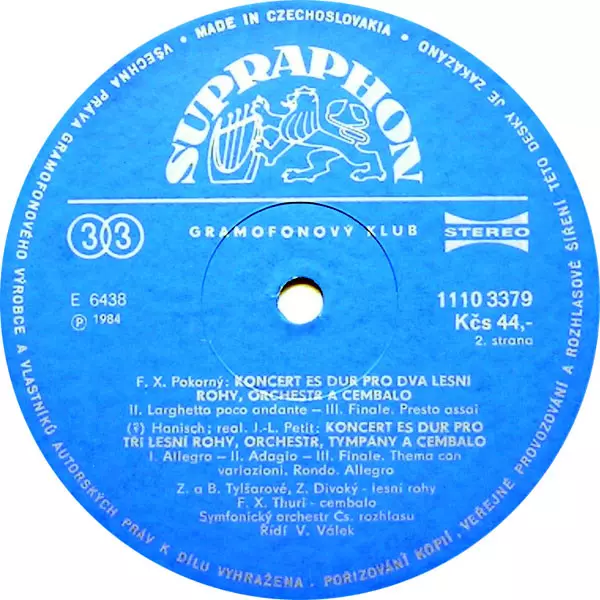 VŠECHNA PRÁVA GRAMOFONOVÉHO VÝROBCE A VLASTNÍKŮ AUTORSKÝCH PRÁV K DÍLU VYHRAŽENA. POŘIZOVÁNÍ KOPIÍ, VEŘEJNÉ PROVOZOVÁNÍ A ROZHLASOVÉ ŠÍŘENÍ TÉTO DESKY JE ZAKÁZÁNO • MADE IN CZECHOSLOVAKIA •
SUPRAPHON
33
GRAMOFONOVÝ KLUB
STEREO
E 6438
℗ 1984
1110 3379
Kčs 44,-
2. strana
F. X. Pokorný: KONCERT ES DUR PRO DVA LESNÍ
ROHY, ORCHESTR A CEMBALO
II. Larghetto poco andante – III. Finale. Presto assai
(?) Hanisch; real. J.-L. Petit: KONCERT ES DUR PRO
TŘI LESNÍ ROHY, ORCHESTR, TYMPÁNY A CEMBALO
I. Allegro – II. Adagio – III. Finale. Thema con
variazioni. Rondo. Allegro
Z. a B. Tylšarové, Z. Divoký - lesní rohy
F. X. Thuri - cembalo
Symfonický orchestr Čs. rozhlasu
Řídí V. Válek